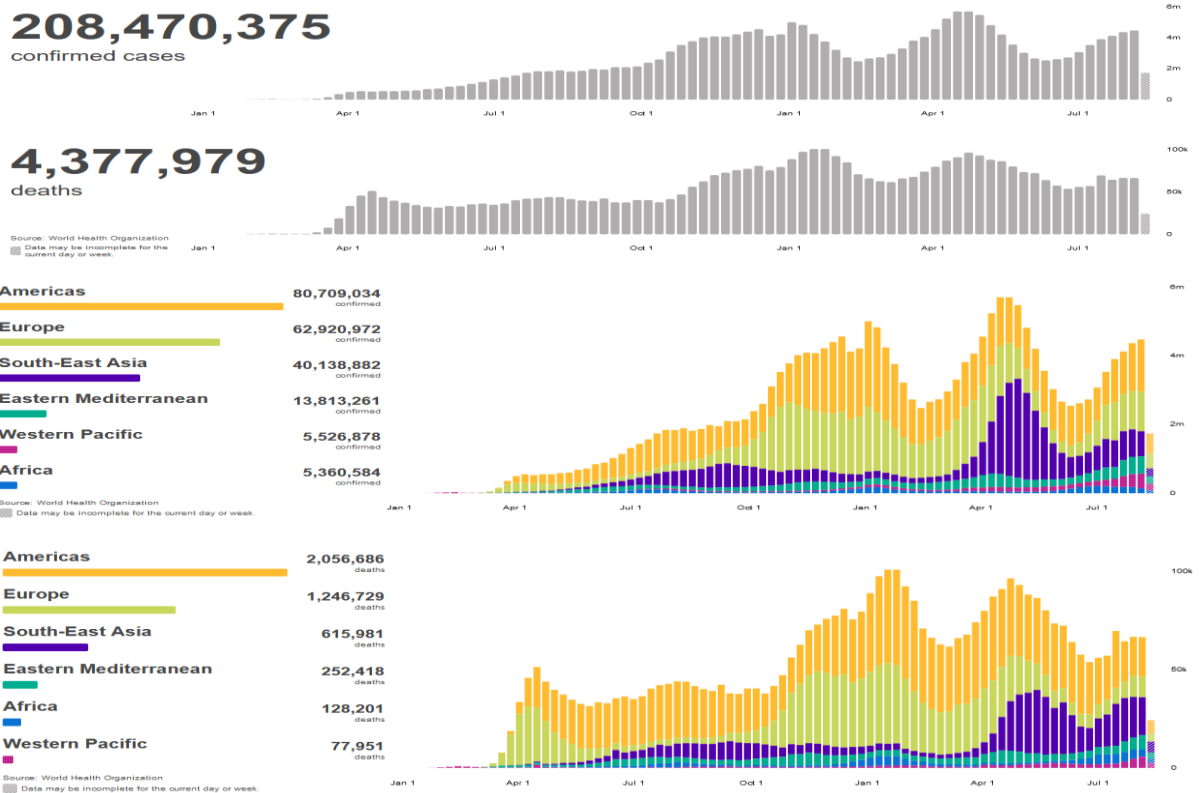 208,470,375
confirmed cases
6m
4m
2m
0
Jan 1 Apr 1 Jul 1 Oct 1 Jan 1 Apr 1 Jul 1
4,377,979
deaths
100k
50k
0
Source: World Health Organization
Data may be incomplete for the
current day or week.
Jan 1 Apr 1 Jul 1 Oct 1 Jan 1 Apr 1 Jul 1
Americas 80,709,034
confirmed
Europe 62,920,972
confirmed
South-East Asia 40,138,882
confirmed
Eastern Mediterranean 13,813,261
confirmed
Western Pacific 5,526,878
confirmed
Africa 5,360,584
confirmed
Source: World Health Organization
Data may be incomplete for the current day or week.
6m
4m
2m
0
Jan 1 Apr 1 Jul 1 Oct 1 Jan 1 Apr 1 Jul 1
Americas 2,056,686
deaths
Europe 1,246,729
deaths
South-East Asia 615,981
deaths
Eastern Mediterranean 252,418
deaths
Africa 128,201
deaths
Western Pacific 77,951
deaths
Source: World Health Organization
Data may be incomplete for the current day or week.
100k
50k
0
Jan 1 Apr 1 Jul 1 Oct 1 Jan 1 Apr 1 Jul 1